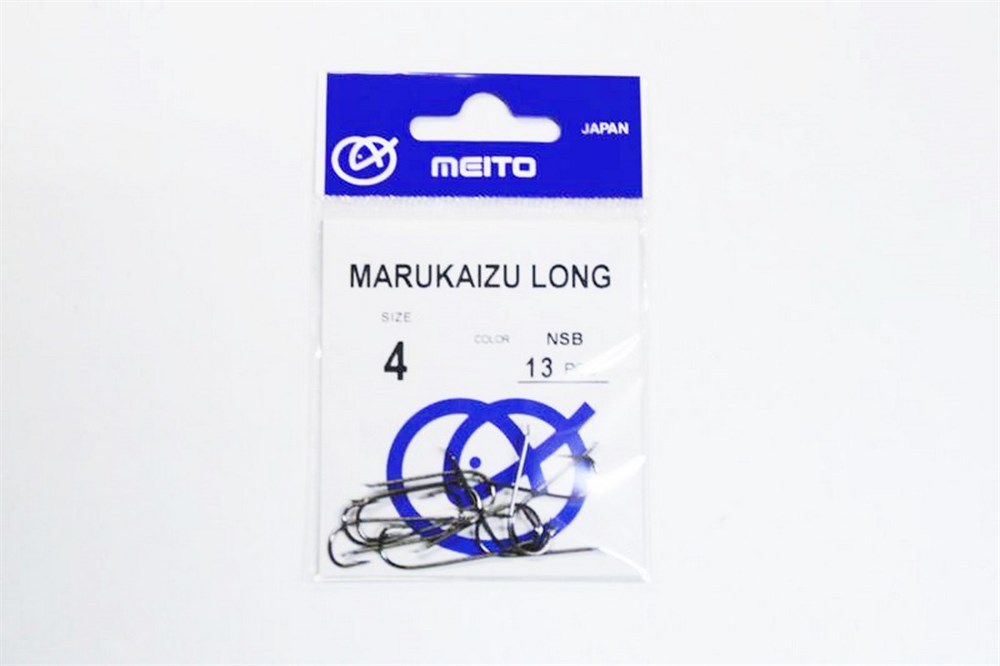 JAPAN
MEITO
MARUKAIZU LONG
SIZE
4
COLOR NSB
13